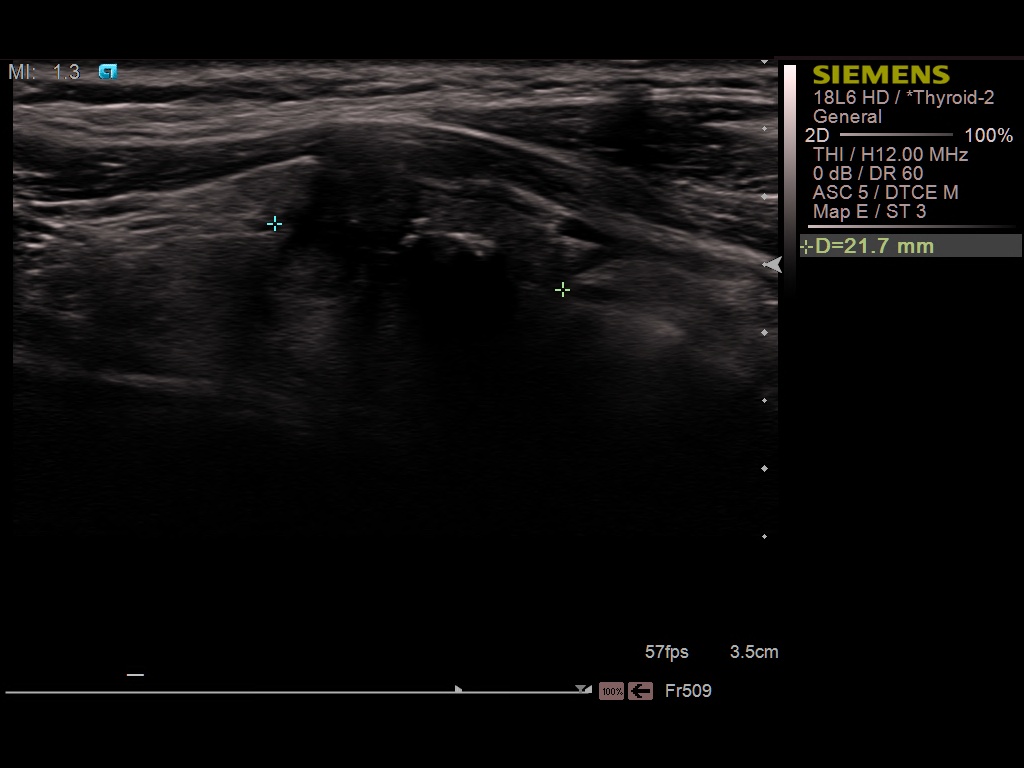 MI: 1.3
SIEMENS
18L6 HD / *Thyroid-2
General
2D 100%
THI / H12.00 MHz
0 dB / DR 60
ASC 5 / DTCE M
Map E / ST 3
D=21.7 mm
57fps 3.5cm
100% Fr509